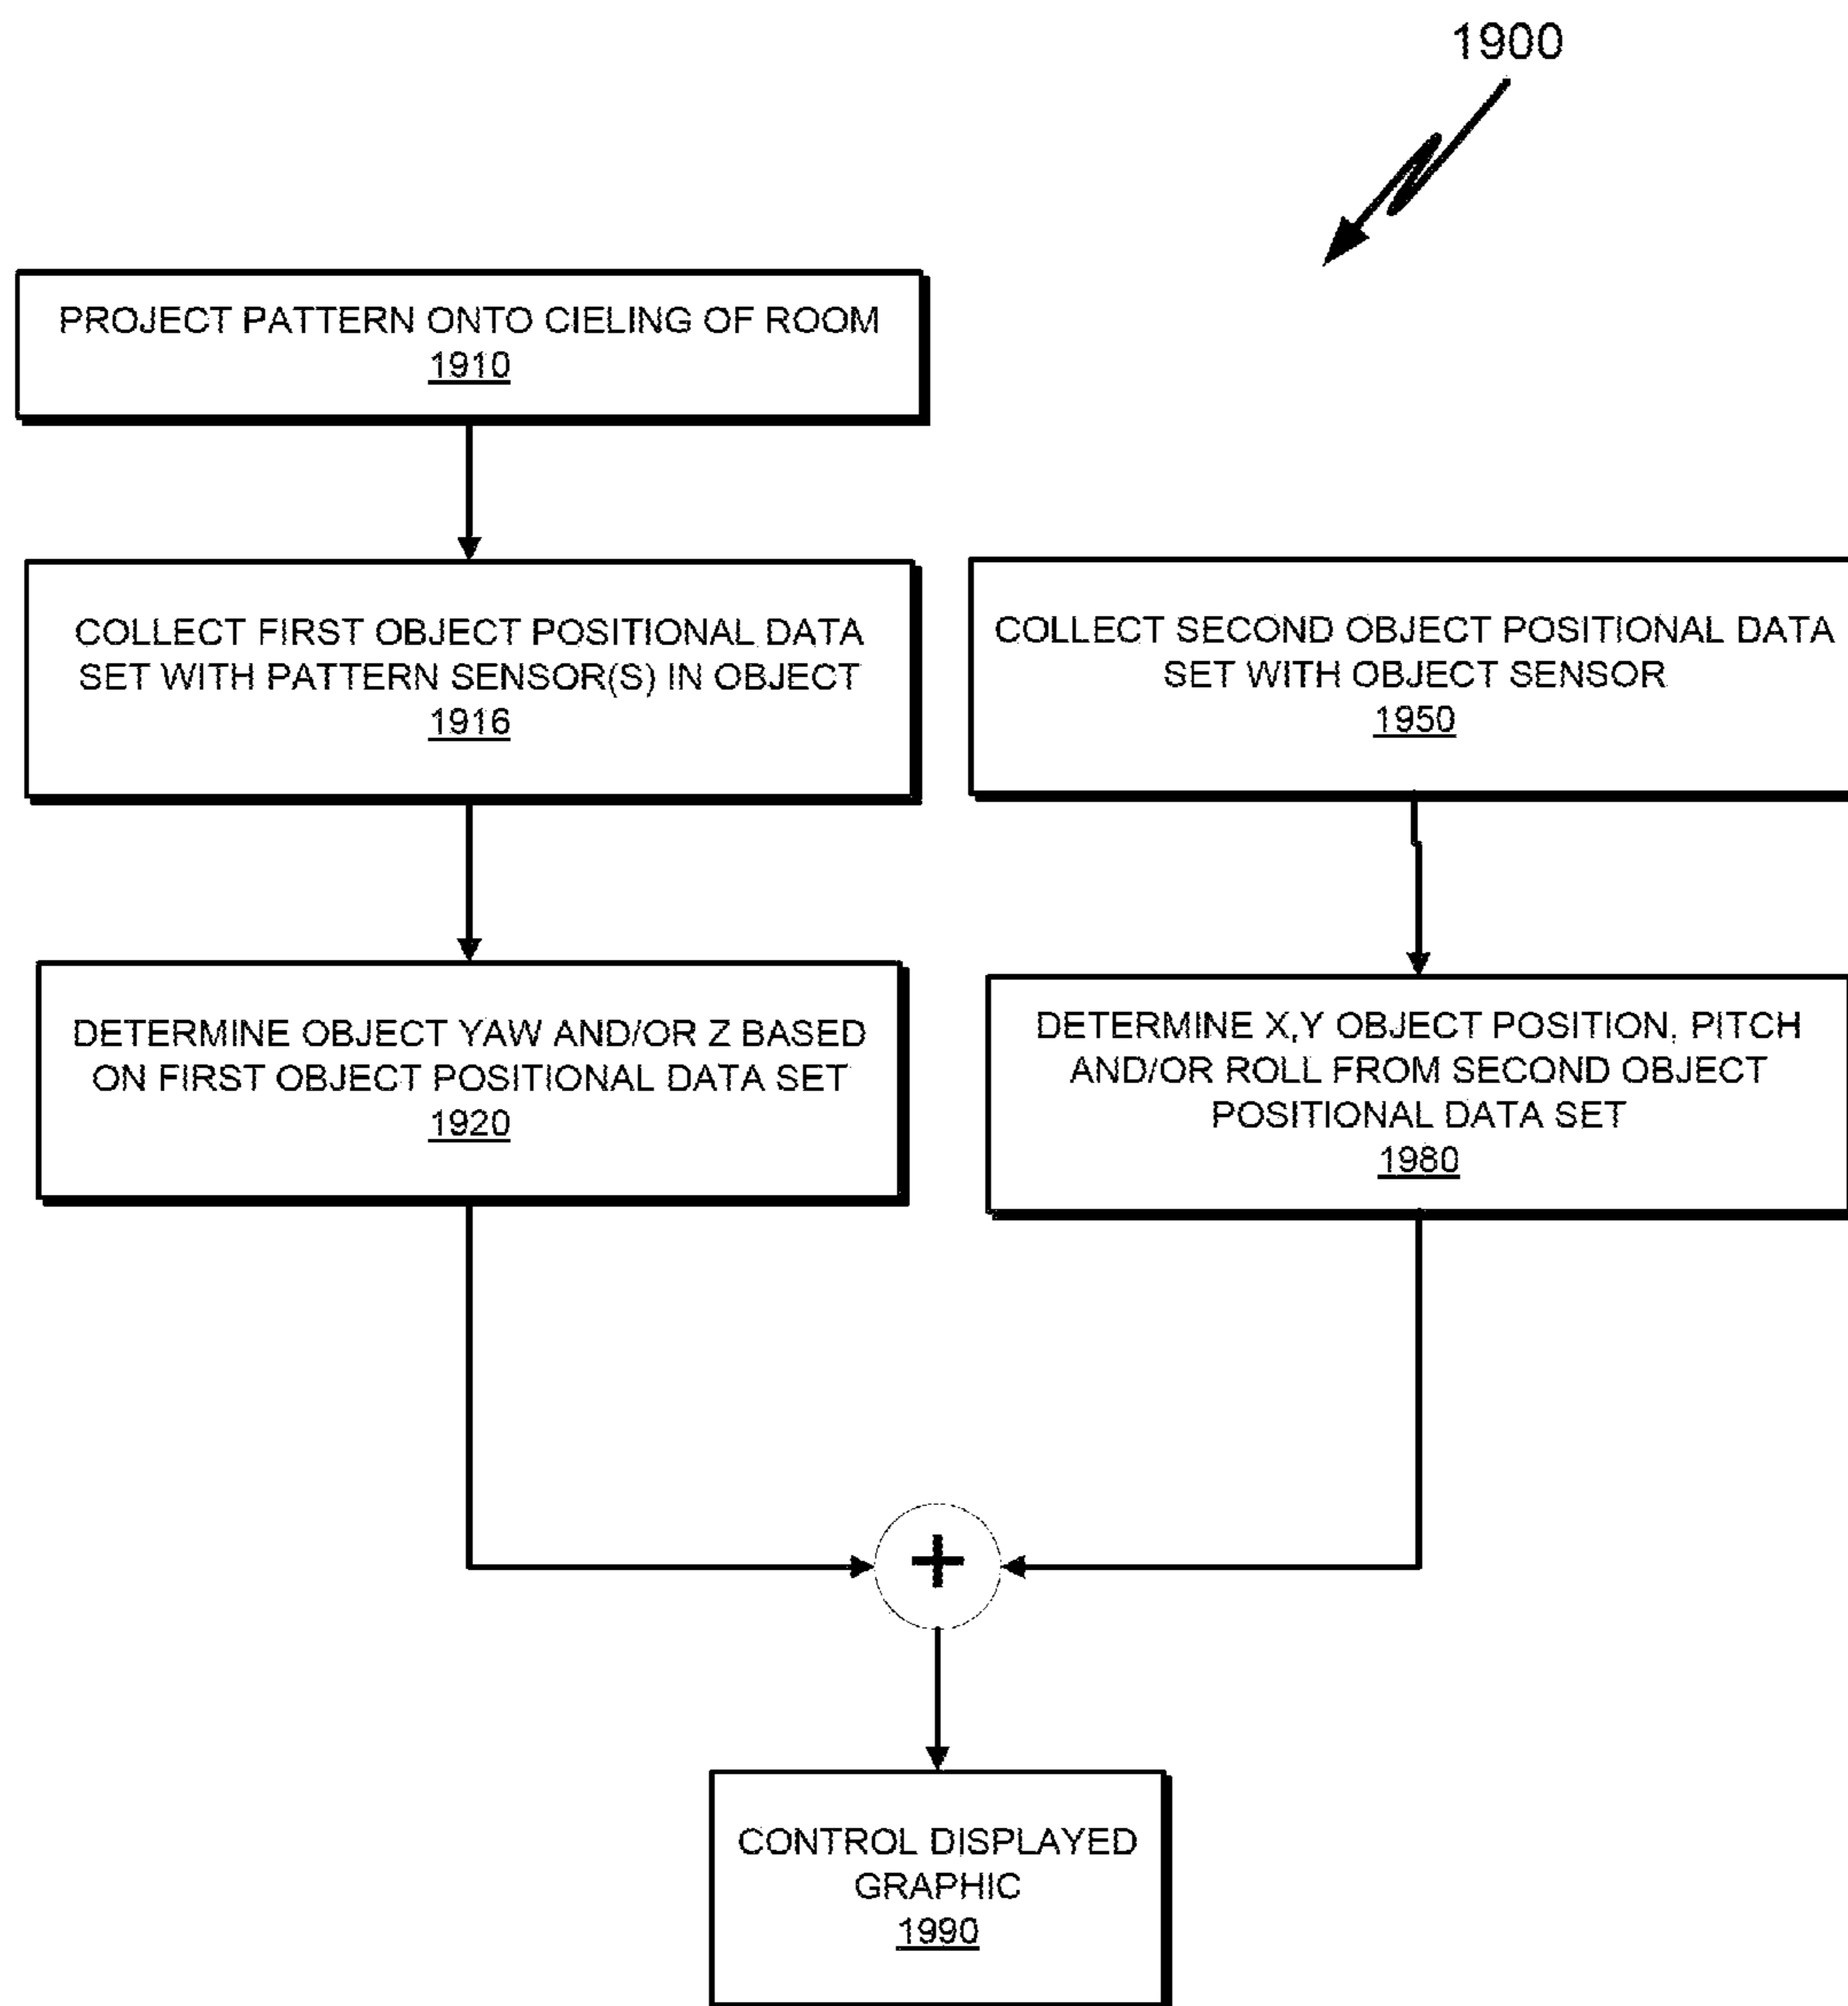 1900
PROJECT PATTERN ONTO CIELING OF ROOM
1910
COLLECT FIRST OBJECT POSITIONAL DATA
SET WITH PATTERN SENSOR(S) IN OBJECT
1916
COLLECT SECOND OBJECT POSITIONAL DATA
SET WITH OBJECT SENSOR
1950
DETERMINE OBJECT YAW AND/OR Z BASED
ON FIRST OBJECT POSITIONAL DATA SET
1920
DETERMINE X,Y OBJECT POSITION, PITCH
AND/OR ROLL FROM SECOND OBJECT
POSITIONAL DATA SET
1980
+
CONTROL DISPLAYED
GRAPHIC
1990